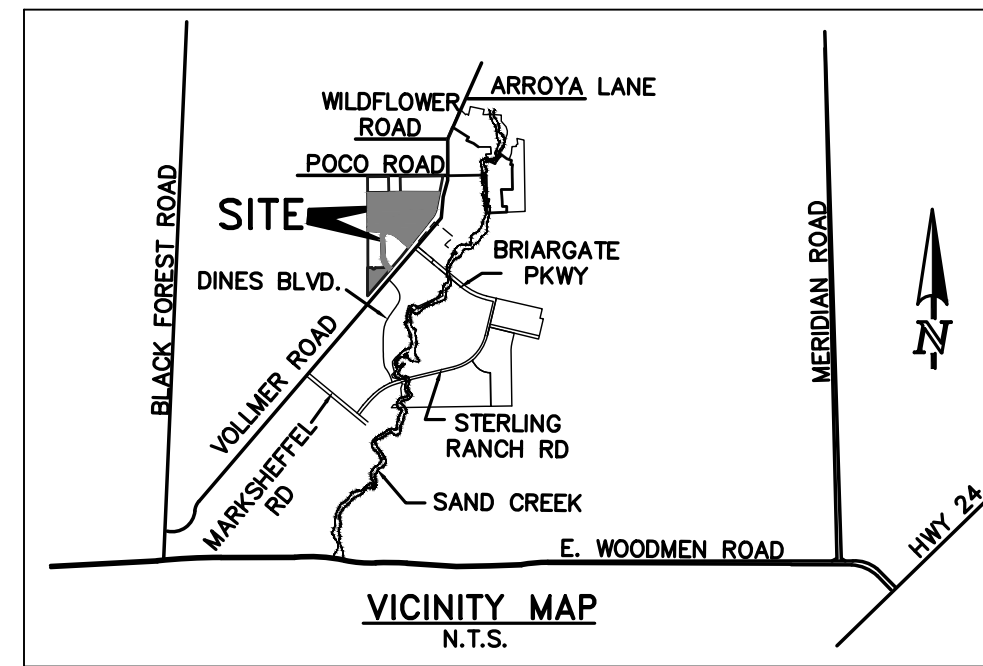 ARROYA LANE
WILDFLOWER
ROAD
POCO ROAD
SITE
BRIARGATE
PKWY
DINES BLVD.
BLACK FOREST ROAD
MERIDIAN ROAD
N
VOLLMER ROAD
STERLING
RANCH RD
MARKSHEFFEL
RD
SAND CREEK
HWY 24
E. WOODMEN ROAD
VICINITY MAP
N.T.S.